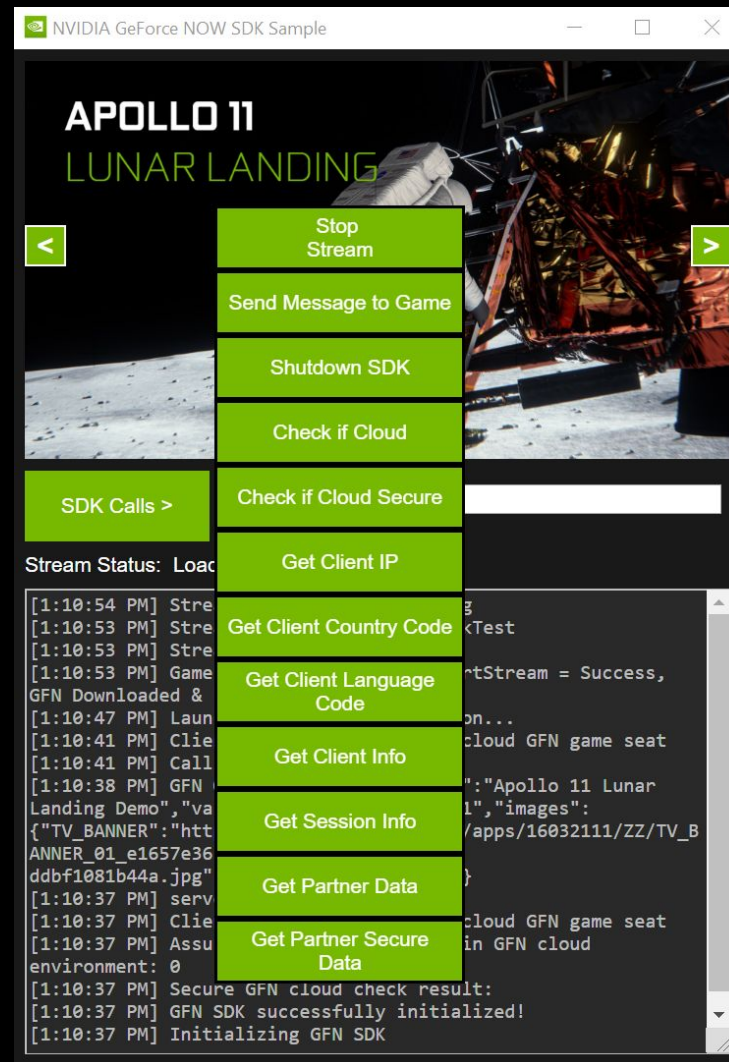 NVIDIA GeForce NOW SDK Sample
APOLLO 11
LUNAR LANDING
<
>
Stop
Stream
Send Message to Game
Shutdown SDK
Check if Cloud
SDK Calls >
Check if Cloud Secure
Get Client IP
Get Client Country Code
Get Client Language
Code
Get Client Info
Get Session Info
Get Partner Data
Get Partner Secure
Data
Stream Status: Load
[1:10:54 PM] Stre g
[1:10:53 PM] Stre kTest
[1:10:53 PM] Stre
[1:10:53 PM] Game rtStream = Success,
GFN Downloaded &
[1:10:47 PM] Laun on...
[1:10:41 PM] Clie cloud GFN game seat
[1:10:41 PM] Call
[1:10:38 PM] GFN ":"Apollo 11 Lunar
Landing Demo","va 1","images":
{"TV_BANNER":"htt /apps/16032111/ZZ/TV_B
ANNER_01_e1657e36
ddbf1081b44a.jpg" }
[1:10:37 PM] serv
[1:10:37 PM] Clie cloud GFN game seat
[1:10:37 PM] Assu in GFN cloud
environment: 0
[1:10:37 PM] Secure GFN cloud check result:
[1:10:37 PM] GFN SDK successfully initialized!
[1:10:37 PM] Initializing GFN SDK